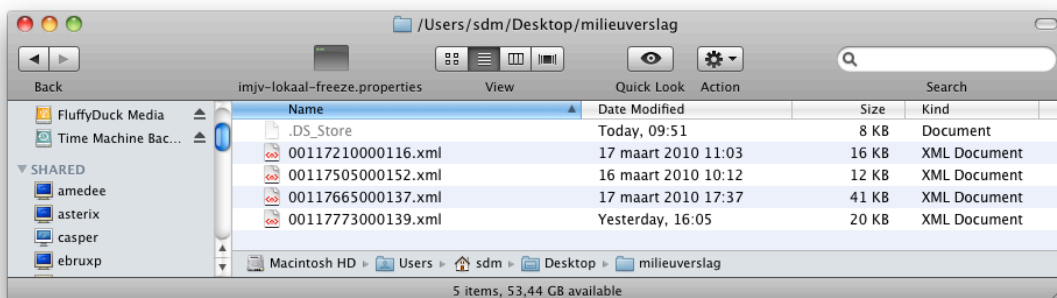 /Users/sdm/Desktop/milieuverslag
Back imjv-lokaal-freeze.properties View Quick Look Action Search
FluffyDuck Media
Time Machine Bac...
SHARED
amedee
asterix
casper
ebruxp
Name Date Modified Size Kind
.DS_Store Today, 09:51 8 KB Document
00117210000116.xml 17 maart 2010 11:03 16 KB XML Document
00117505000152.xml 16 maart 2010 10:12 12 KB XML Document
00117665000137.xml 17 maart 2010 17:37 41 KB XML Document
00117773000139.xml Yesterday, 16:05 20 KB XML Document
Macintosh HD Users sdm Desktop milieuverslag
5 items, 53,44 GB available